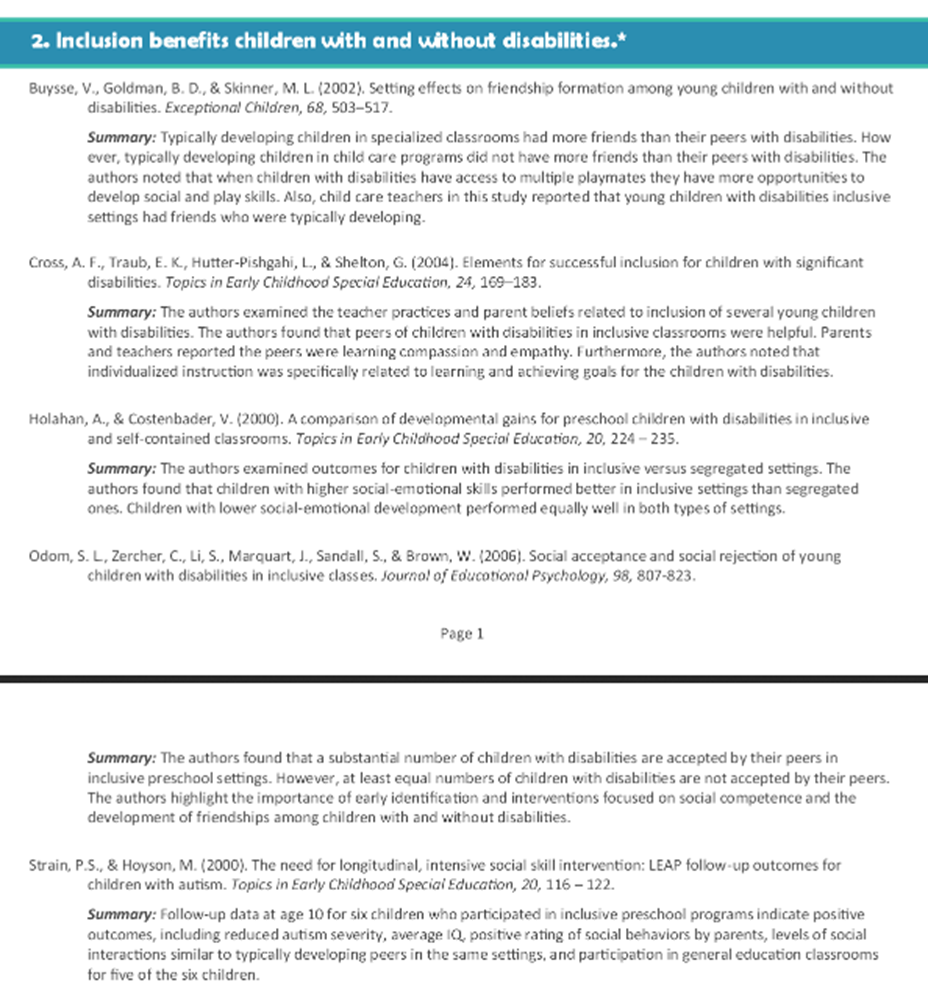 2. Inclusion benefits children with and without disabilities.*
Buysse, V., Goldman, B. D., & Skinner, M. L. (2002). Setting effects on friendship formation among young children with and without
disabilities. Exceptional Children, 68, 503–517.
Summary: Typically developing children in specialized classrooms had more friends than their peers with disabilities. How
ever, typically developing children in child care programs did not have more friends than their peers with disabilities. The
authors noted that when children with disabilities have access to multiple playmates they have more opportunities to
develop social and play skills. Also, child care teachers in this study reported that young children with disabilities inclusive
settings had friends who were typically developing.
Cross, A. F., Traub, E. K., Hutter-Pishgahi, L., & Shelton, G. (2004). Elements for successful inclusion for children with significant
disabilities. Topics in Early Childhood Special Education, 24, 169–183.
Summary: The authors examined the teacher practices and parent beliefs related to inclusion of several young children
with disabilities. The authors found that peers of children with disabilities in inclusive classrooms were helpful. Parents
and teachers reported the peers were learning compassion and empathy. Furthermore, the authors noted that
individualized instruction was specifically related to learning and achieving goals for the children with disabilities.
Holahan, A., & Costenbader, V. (2000). A comparison of developmental gains for preschool children with disabilities in inclusive
and self-contained classrooms. Topics in Early Childhood Special Education, 20, 224 – 235.
Summary: The authors examined outcomes for children with disabilities in inclusive versus segregated settings. The
authors found that children with higher social-emotional skills performed better in inclusive settings than segregated
ones. Children with lower social-emotional development performed equally well in both types of settings.
Odom, S. L., Zercher, C., Li, S., Marquart, J., Sandall, S., & Brown, W. (2006). Social acceptance and social rejection of young
children with disabilities in inclusive classes. Journal of Educational Psychology, 98, 807-823.
Page 1
Summary: The authors found that a substantial number of children with disabilities are accepted by their peers in
inclusive preschool settings. However, at least equal numbers of children with disabilities are not accepted by their peers.
The authors highlight the importance of early identification and interventions focused on social competence and the
development of friendships among children with and without disabilities.
Strain, P.S., & Hoyson, M. (2000). The need for longitudinal, intensive social skill intervention: LEAP follow-up outcomes for
children with autism. Topics in Early Childhood Special Education, 20, 116 – 122.
Summary: Follow-up data at age 10 for six children who participated in inclusive preschool programs indicate positive
outcomes, including reduced autism severity, average IQ, positive rating of social behaviors by parents, levels of social
interactions similar to typically developing peers in the same settings, and participation in general education classrooms
for five of the six children.